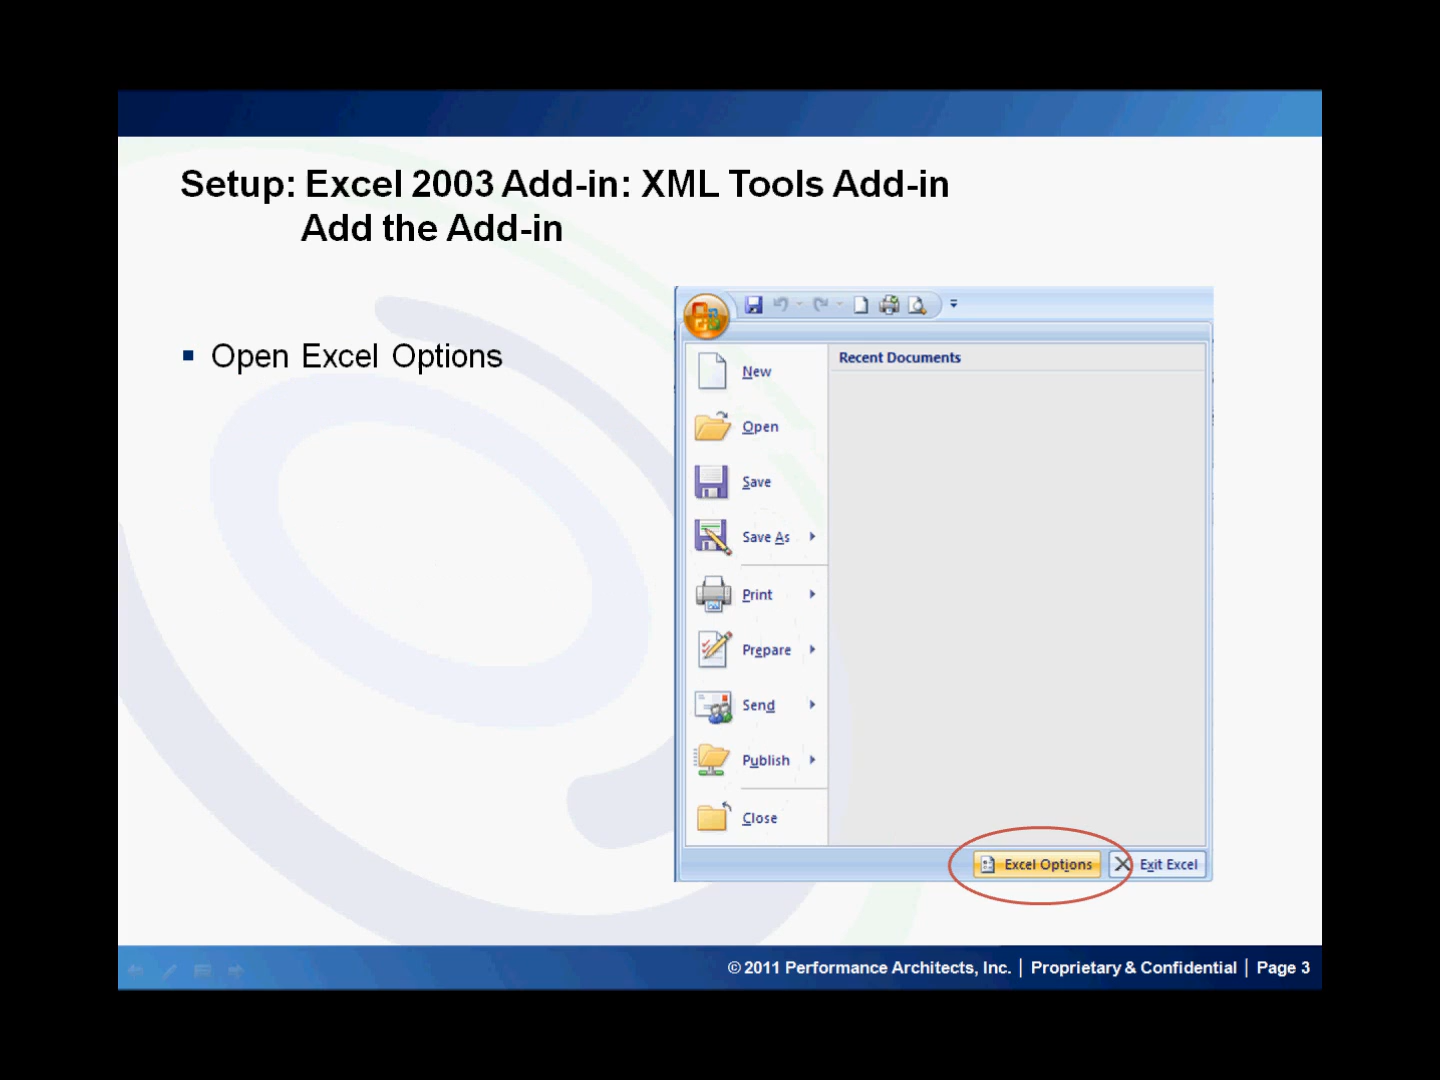 Setup: Excel 2003 Add-in: XML Tools Add-in
Add the Add-in
Open Excel Options
Recent Documents
New
Open
Save
Save As
Print
Prepare
Send
Publish
Close
Excel Options
Exit Excel
© 2011 Performance Architects, Inc. | Proprietary & Confidential | Page 3